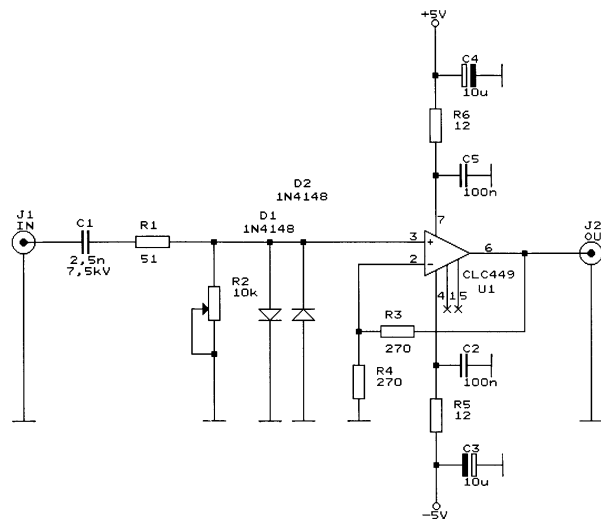 +5V
C4
10u
R6
12
C5
100n
D2
1N4148
D1
1N4148
7
J1
IN
C1
2,5n
7,5kV
R1
51
3
+
2
-
6
J2
OU
R2
10k
CLC449
U1
4
1
5
R3
270
R4
270
C2
100n
R5
12
C3
10u
-5V